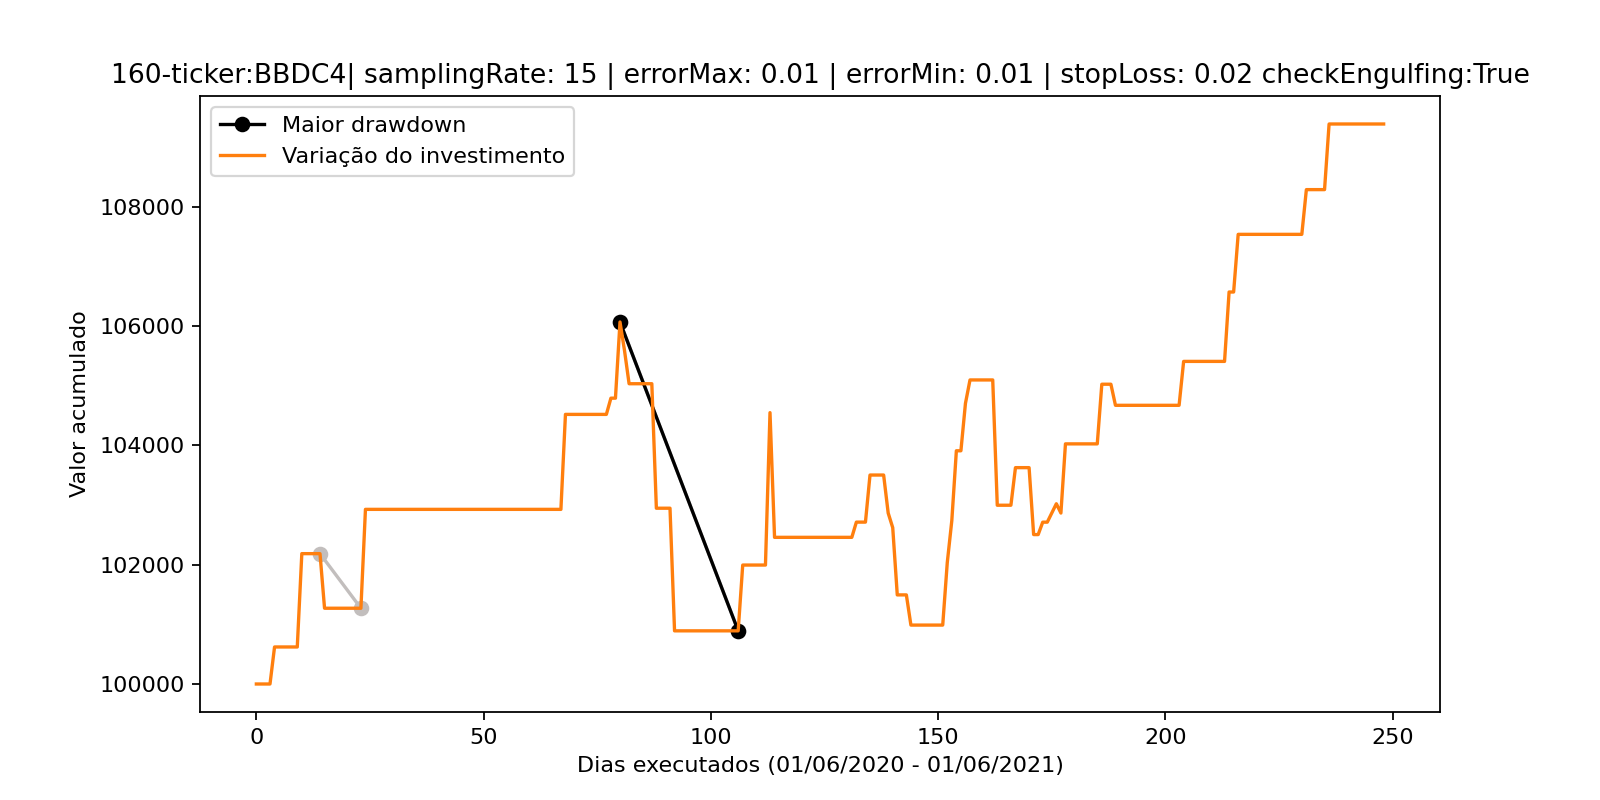 160-ticker:BBDC4| samplingRate: 15 | errorMax: 0.01 | errorMin: 0.01 | stopLoss: 0.02 checkEngulfing:True
Maior drawdown
Variação do investimento
Valor acumulado
108000
106000
104000
102000
100000
0 50 100 150 200 250
Dias executados (01/06/2020 - 01/06/2021)